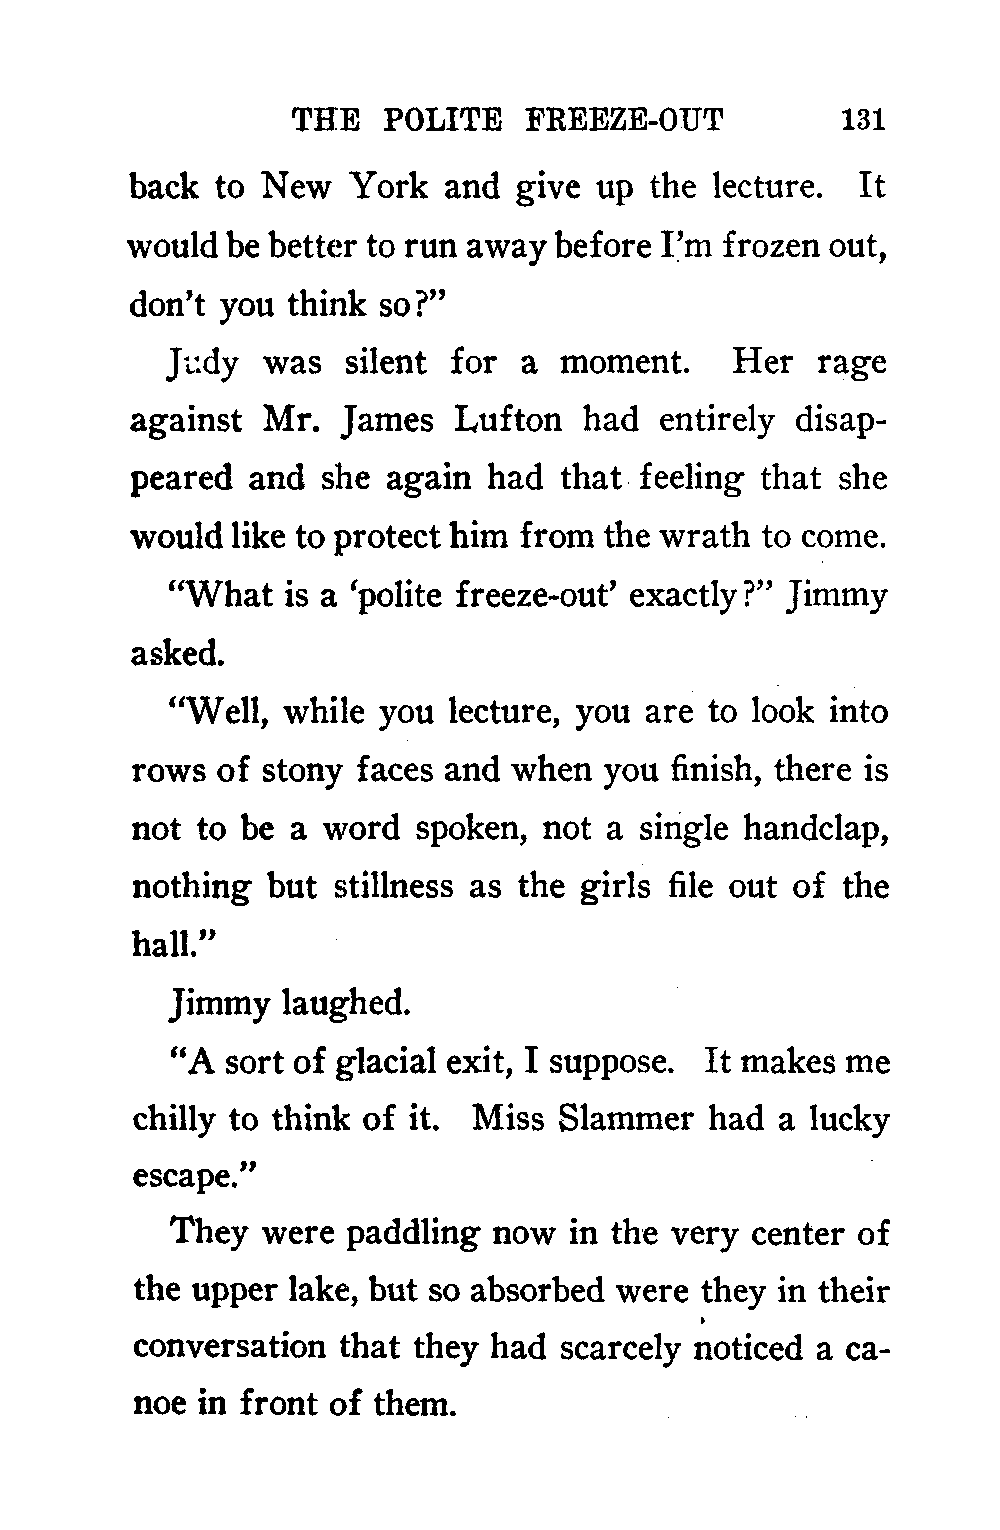 THE POLITE FREEZE-OUT 131
back to New York and give up the lecture. It
would be better to run away before I'm frozen out,
don't you think so?"
Judy was silent for a moment. Her rage
against Mr. James Lufton had entirely disap-
peared and she again had that feeling that she
would like to protect him from the wrath to come.
"What is a 'polite freeze-out' exactly?" Jimmy
asked.
"Well, while you lecture, you are to look into
rows of stony faces and when you finish, there is
not to be a word spoken, not a single handclap,
nothing but stillness as the girls file out of the
hall."
Jimmy laughed.
"A sort of glacial exit, I suppose. It makes me
chilly to think of it. Miss Slammer had a lucky
escape."
They were paddling now in the very center of
the upper lake, but so absorbed were they in their
conversation that they had scarcely noticed a ca-
noe in front of them.